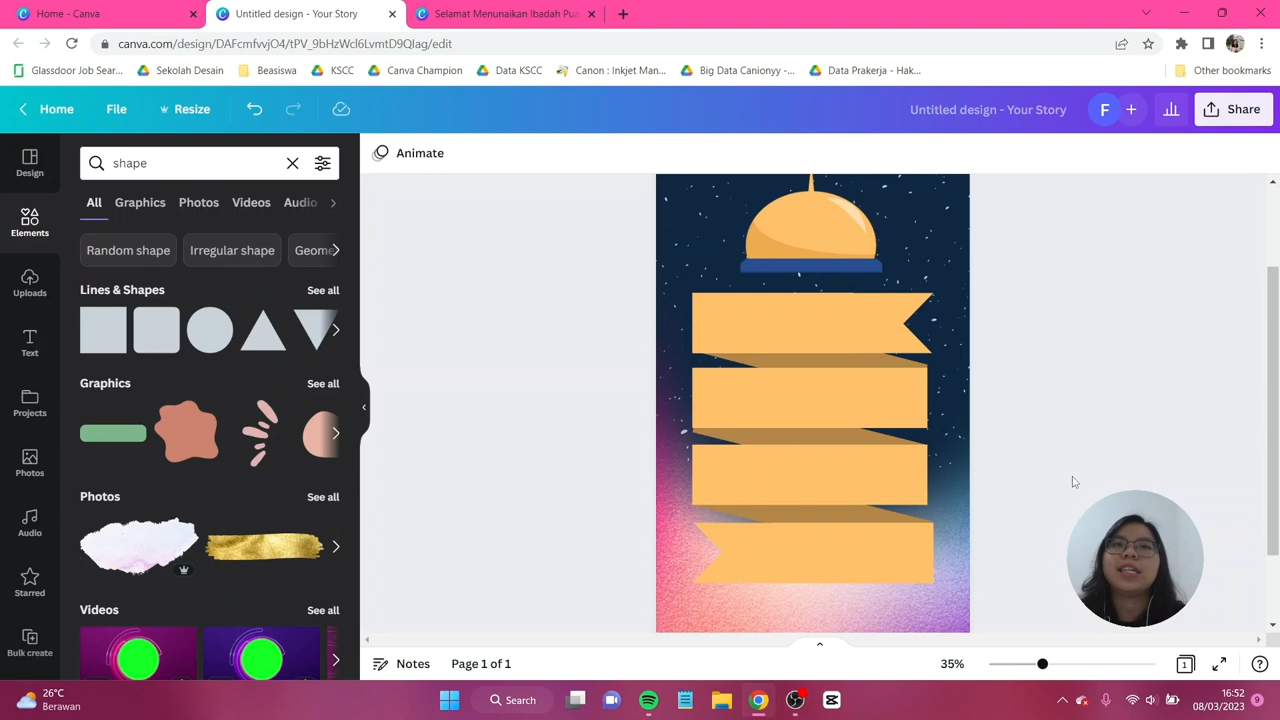 Home - Canva
Untitled design - Your Story
Selamat Menunaikan Ibadah Pua
canva.com/design/DAFcmfvvjO4/tPV_9bHzWcl6LvmtD9QIag/edit
Glassdoor Job Sear...
Sekolah Desain
Beasiswa
KSCC
Canva Champion
Data KSCC
Canon : Inkjet Man...
Big Data Canionyy -...
Data Prakerja - Hak...
Other bookmarks
Home
File
Resize
Untitled design - Your Story
F
Share
Design
Elements
Uploads
Text
Projects
Photos
Audio
Starred
Bulk create
shape
All
Graphics
Photos
Videos
Audio
Random shape
Irregular shape
Geome
Lines & Shapes
See all
Graphics
See all
Photos
See all
Videos
See all
Animate
Notes
Page 1 of 1
35%
1
26°C
Berawan
Search
16:52
08/03/2023
9